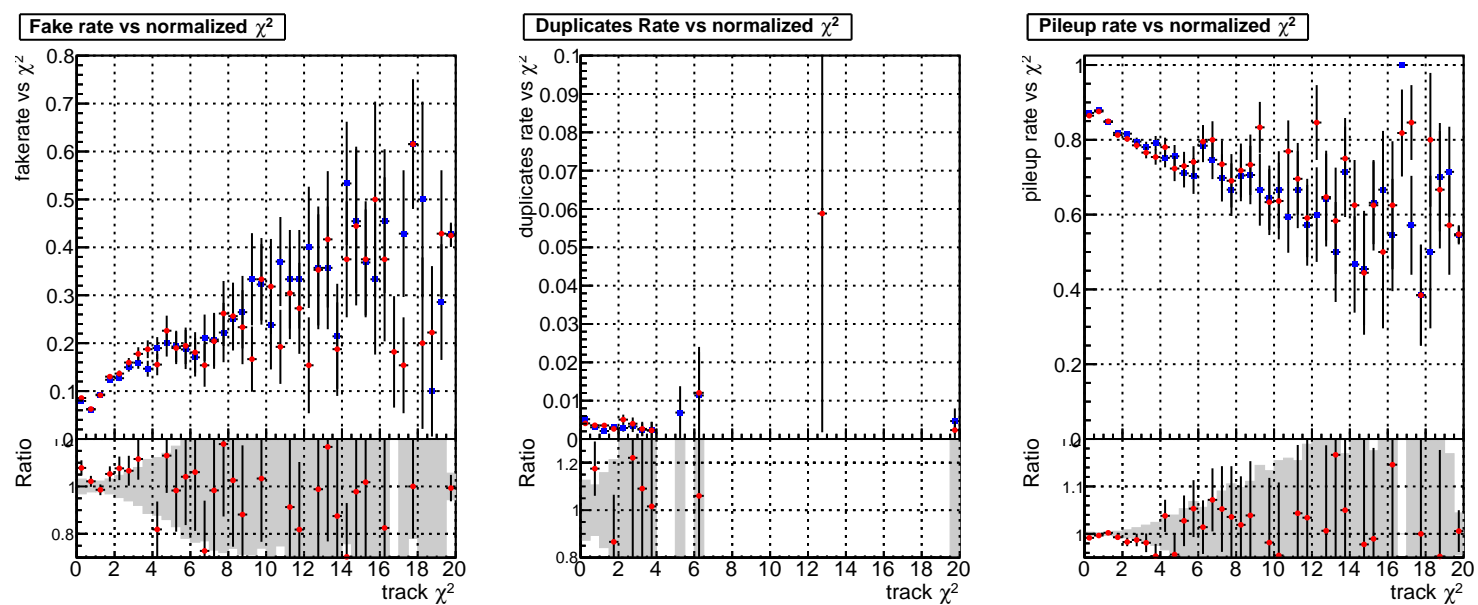 Fake rate vs normalized χ²
fakerate vs χ²
0.8
0.7
0.6
0.5
0.4
0.3
0.2
0.1
0
Ratio
1
0.8
0 2 4 6 8 10 12 14 16 18 20
track χ²
Duplicates Rate vs normalized χ²
duplicates rate vs χ²
0.1
0.09
0.08
0.07
0.06
0.05
0.04
0.03
0.02
0.01
0
Ratio
1.2
1
0.8
0 2 4 6 8 10 12 14 16 18 20
track χ²
Pileup rate vs normalized χ²
pileup rate vs χ²
1
0.8
0.6
0.4
0.2
0
Ratio
1.1
1
0 2 4 6 8 10 12 14 16 18 20
track χ²